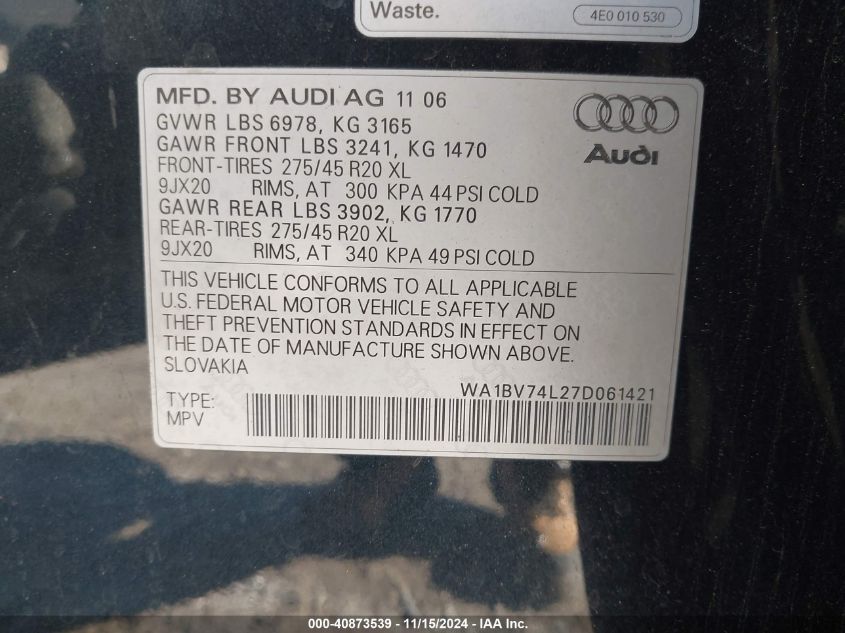 Waste.
4E0 010 530
MFD. BY AUDI AG 11 06
GVWR LBS 6978, KG 3165
GAWR FRONT LBS 3241, KG 1470
FRONT-TIRES 275/45 R20 XL
9JX20 RIMS, AT 300 KPA 44 PSI COLD
GAWR REAR LBS 3902, KG 1770
REAR-TIRES 275/45 R20 XL
9JX20 RIMS, AT 340 KPA 49 PSI COLD
Audi
THIS VEHICLE CONFORMS TO ALL APPLICABLE
U.S. FEDERAL MOTOR VEHICLE SAFETY AND
THEFT PREVENTION STANDARDS IN EFFECT ON
THE DATE OF MANUFACTURE SHOWN ABOVE.
SLOVAKIA
WA1BV74L27D061421
TYPE:
MPV
000-40873539 - 11/15/2024 - IAA Inc.